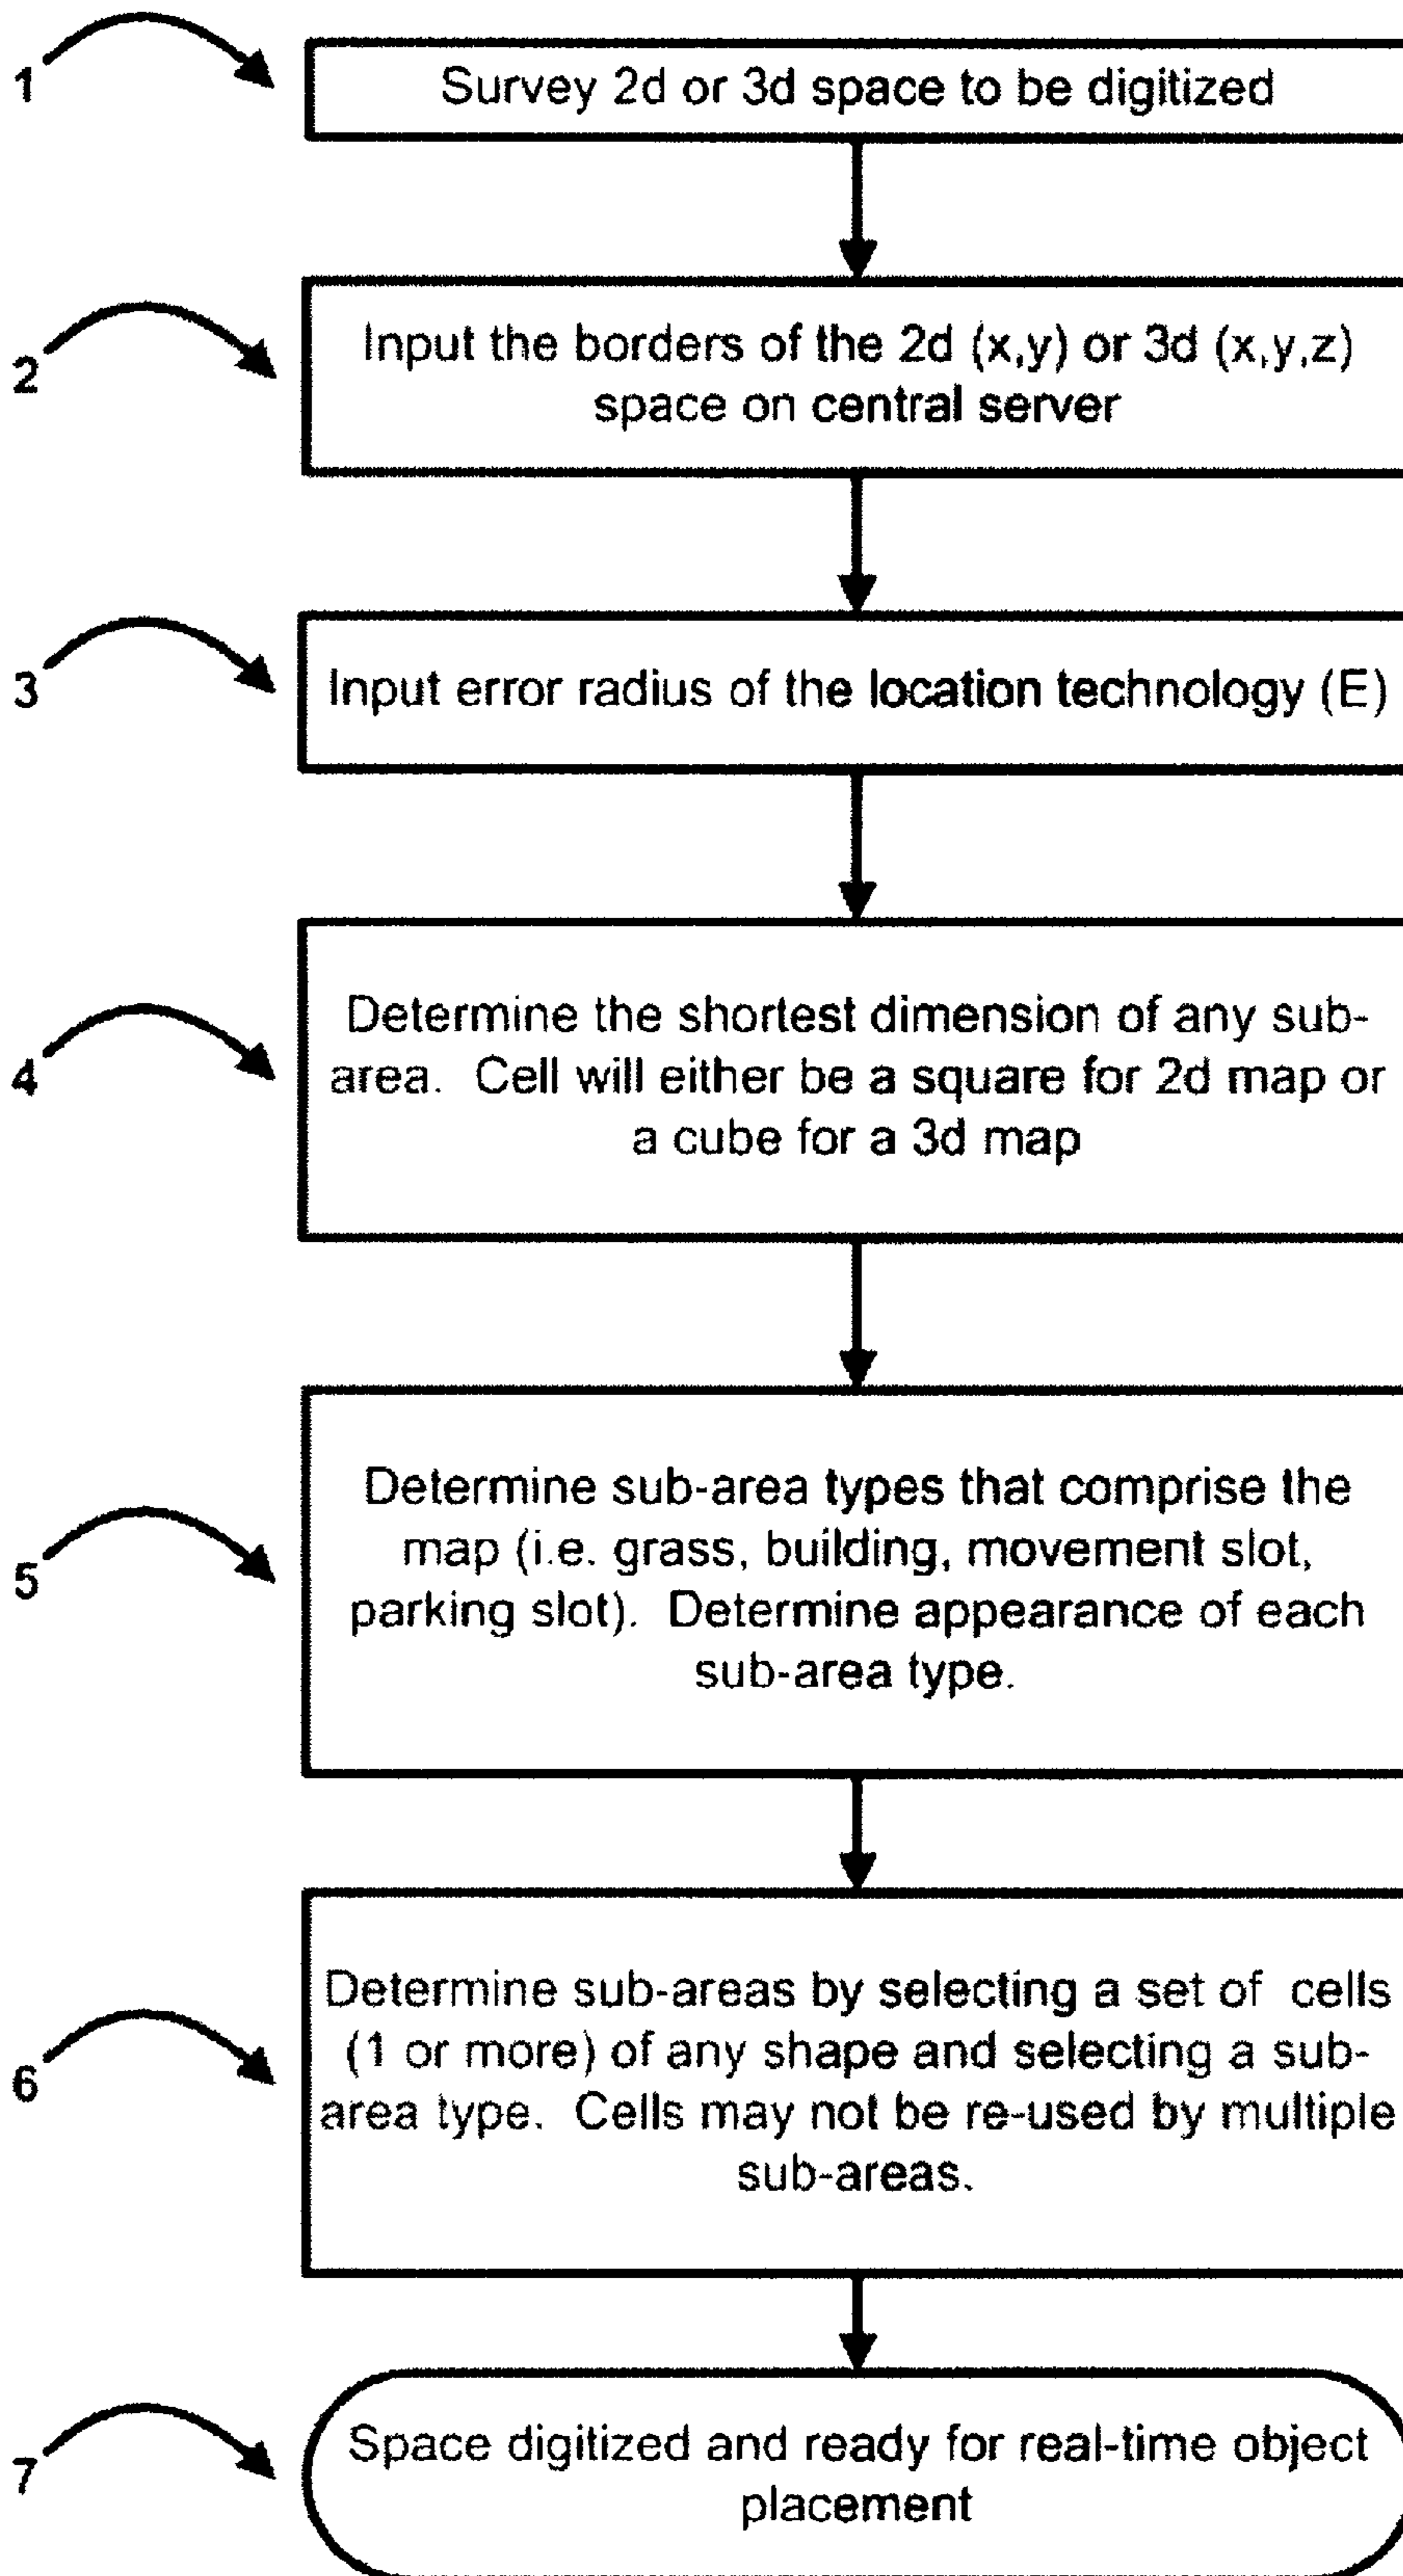 1
Survey 2d or 3d space to be digitized
2
Input the borders of the 2d (x,y) or 3d (x,y,z)
space on central server
3
Input error radius of the location technology (E)
4
Determine the shortest dimension of any sub-
area.  Cell will either be a square for 2d map or
a cube for a 3d map
5
Determine sub-area types that comprise the
map (i.e. grass, building, movement slot,
parking slot).  Determine appearance of each
sub-area type.
6
Determine sub-areas by selecting a set of  cells
(1 or more) of any shape and selecting a sub-
area type.  Cells may not be re-used by multiple
sub-areas.
7
Space digitized and ready for real-time object
placement